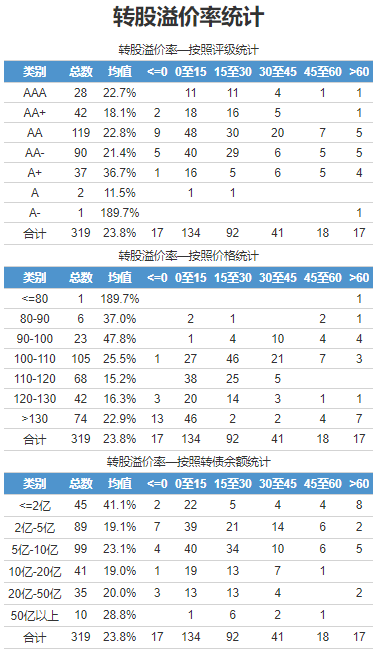 转股溢价率统计
转股溢价率—按照评级统计
类别 总数 均值 <=0 0至15 15至30 30至45 45至60 >60
AAA 28 22.7% 11 11 4 1 1
AA+ 42 18.1% 2 18 16 5 1
AA 119 22.8% 9 48 30 20 7 5
AA- 90 21.4% 5 40 29 6 5 5
A+ 37 36.7% 1 16 5 6 5 4
A 2 11.5% 1 1
A- 1 189.7% 1
合计 319 23.8% 17 134 92 41 18 17
转股溢价率—按照价格统计
类别 总数 均值 <=0 0至15 15至30 30至45 45至60 >60
<=80 1 189.7% 1
80-90 6 37.0% 2 1 2 1
90-100 23 47.8% 1 4 10 4 4
100-110 105 25.5% 1 27 46 21 7 3
110-120 68 15.2% 38 25 5
120-130 42 16.3% 3 20 14 3 1 1
>130 74 22.9% 13 46 2 2 4 7
合计 319 23.8% 17 134 92 41 18 17
转股溢价率—按照转债余额统计
类别 总数 均值 <=0 0至15 15至30 30至45 45至60 >60
<=2亿 45 41.1% 2 22 5 4 4 8
2亿-5亿 89 19.1% 7 39 21 14 6 2
5亿-10亿 99 23.1% 4 40 34 10 6 5
10亿-20亿 41 19.0% 1 19 13 7 1
20亿-50亿 35 20.0% 3 13 13 4 2
50亿以上 10 28.8% 1 6 2 1
合计 319 23.8% 17 134 92 41 18 17